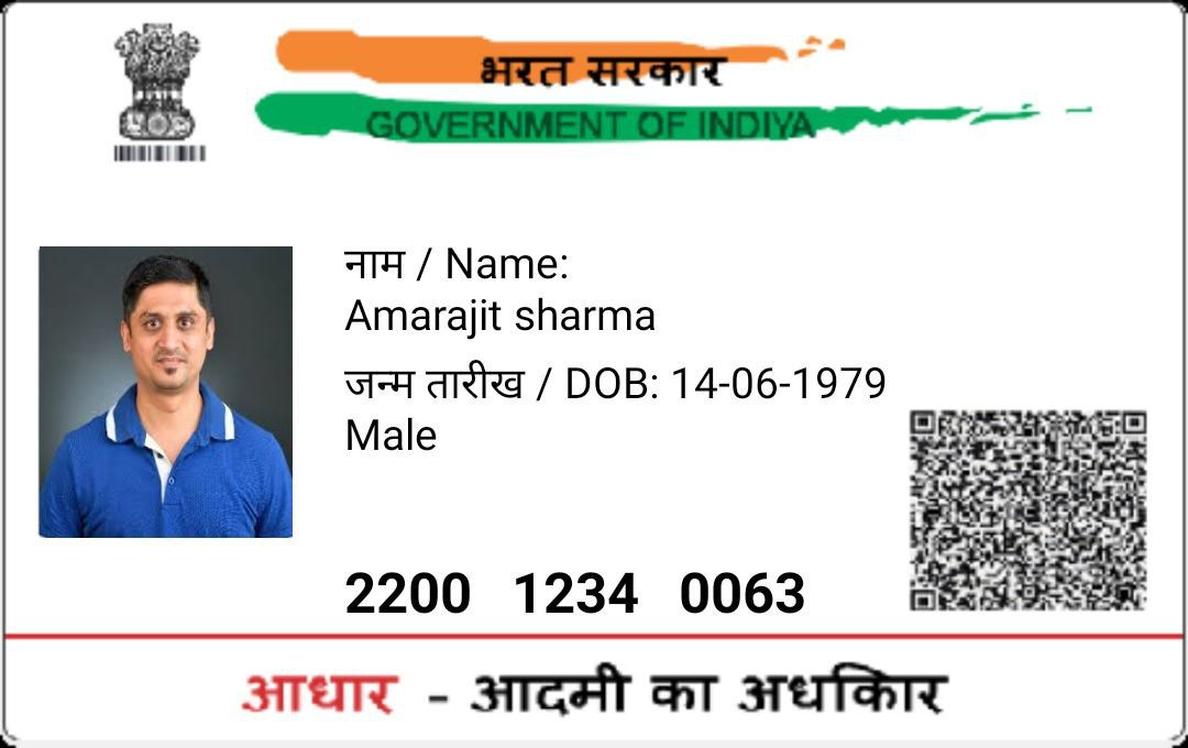 भरत सरकार
GOVERNMENT OF INDIYA
नाम / Name:
Amarajit sharma
जन्म तारीख / DOB: 14-06-1979
Male
2200 1234 0063
आधार - आदमी का अधकिार